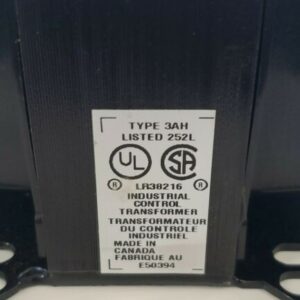 TYPE 3AH
LISTED 252L
UL SA
® LR38216 ®
INDUSTRIAL
CONTROL
TRANSFORMER
TRANSFORMATEUR
DU CONTROLE
INDUSTRIEL
MADE IN
CANADA
FABRIQUE AU
E50394